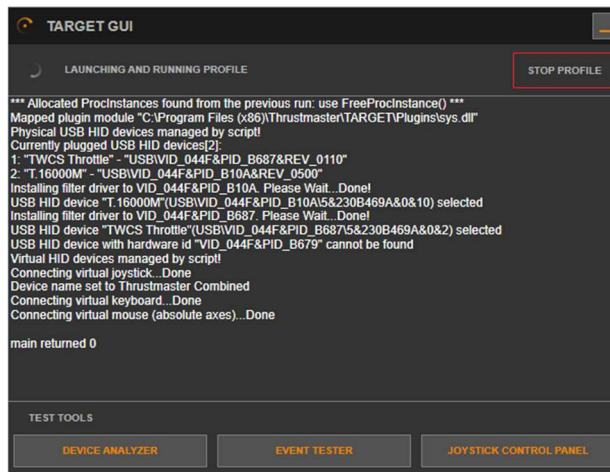 TARGET GUI
LAUNCHING AND RUNNING PROFILE
STOP PROFILE
*** Allocated ProcInstances found from the previous run: use FreeProcInstance() ***
Mapped plugin module "C:\Program Files (x86)\Thrustmaster\TARGET\Plugins\sys.dll"
Physical USB HID devices managed by script!
Currently plugged USB HID devices[2]:
1: "TWCS Throttle" - "USB\VID_044F&PID_B687&REV_0110"
2: "T.16000M" - "USB\VID_044F&PID_B10A&REV_0500"
Installing filter driver to VID_044F&PID_B10A. Please Wait...Done!
USB HID device "T.16000M"(USB\VID_044F&PID_B10A\5&230B469A&0&10) selected
Installing filter driver to VID_044F&PID_B687. Please Wait...Done!
USB HID device "TWCS Throttle"(USB\VID_044F&PID_B687\5&230B469A&0&2) selected
USB HID device with hardware id "VID_044F&PID_B679" cannot be found
Virtual HID devices managed by script!
Connecting virtual joystick...Done
Device name set to Thrustmaster Combined
Connecting virtual keyboard...Done
Connecting virtual mouse (absolute axes)...Done
main returned 0
TEST TOOLS
DEVICE ANALYZER
EVENT TESTER
JOYSTICK CONTROL PANEL